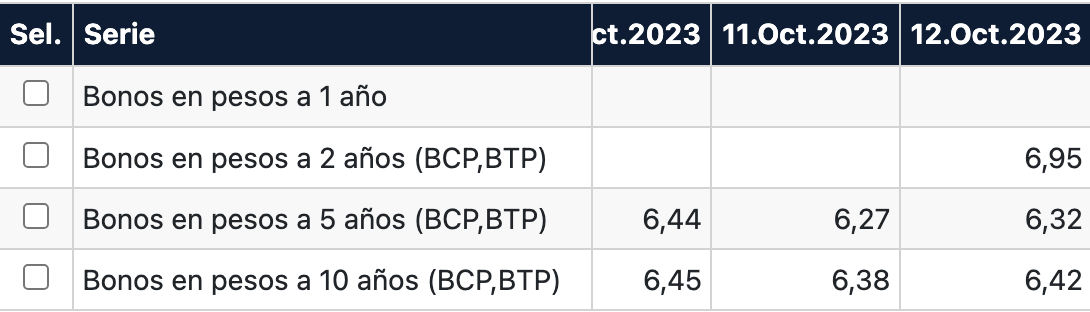 Sel. Serie ct.2023 11.Oct.2023 12.Oct.2023
Bonos en pesos a 1 año
Bonos en pesos a 2 años (BCP,BTP) 6,95
Bonos en pesos a 5 años (BCP,BTP) 6,44 6,27 6,32
Bonos en pesos a 10 años (BCP,BTP) 6,45 6,38 6,42